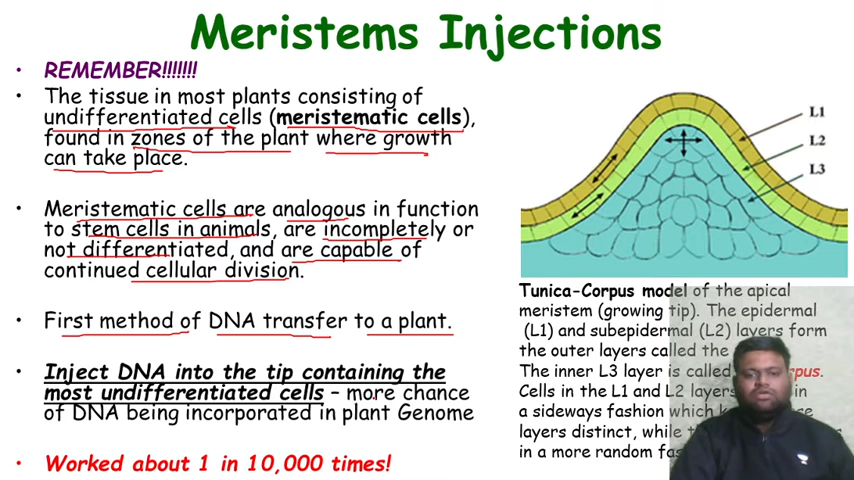 Meristems Injections
• REMEMBER!!!!!!!
• The tissue in most plants consisting of
undifferentiated cells (meristematic cells),
found in zones of the plant where growth
can take place.
• Meristematic cells are analogous in function
to stem cells in animals, are incompletely or
not differentiated, and are capable of
continued cellular division.
• First method of DNA transfer to a plant.
• Inject DNA into the tip containing the
most undifferentiated cells – more chance
of DNA being incorporated in plant Genome
• Worked about 1 in 10,000 times!
L1
L2
L3
Tunica-Corpus model of the apical
meristem (growing tip). The epidermal
(L1) and subepidermal (L2) layers form
the outer layers called the
The inner L3 layer is called
Cells in the L1 and L2 layers in
a sideways fashion which
layers distinct, while
in a more random